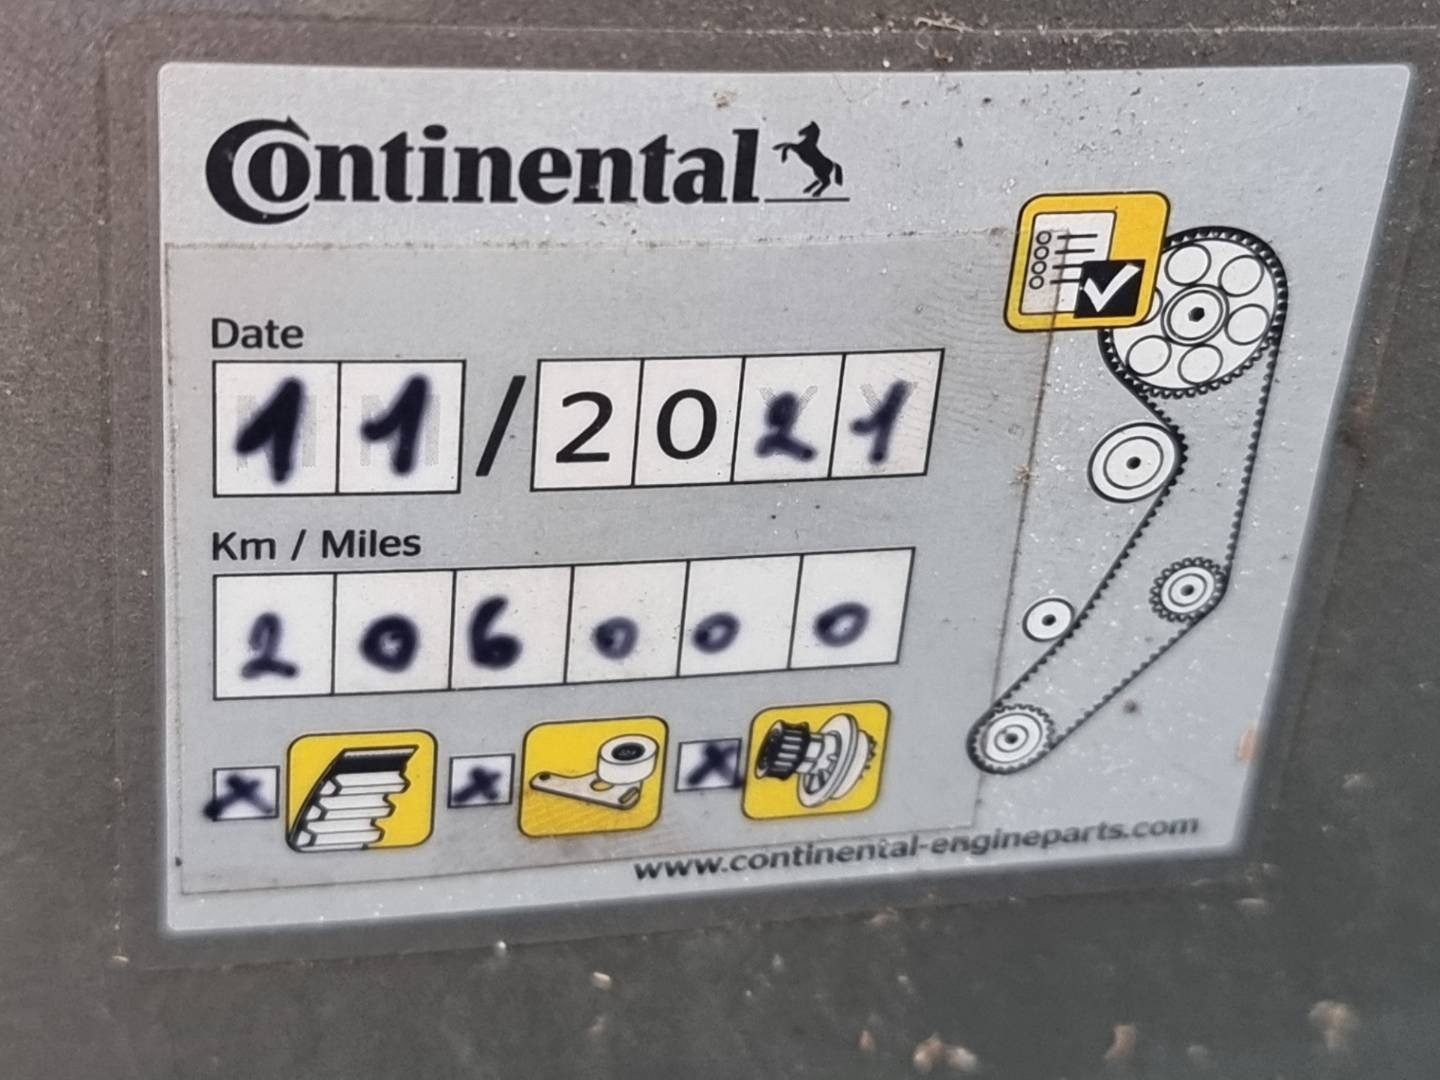 Continental
Date
11/2021
Km / Miles
206000
x x x
www.continental-engineparts.com